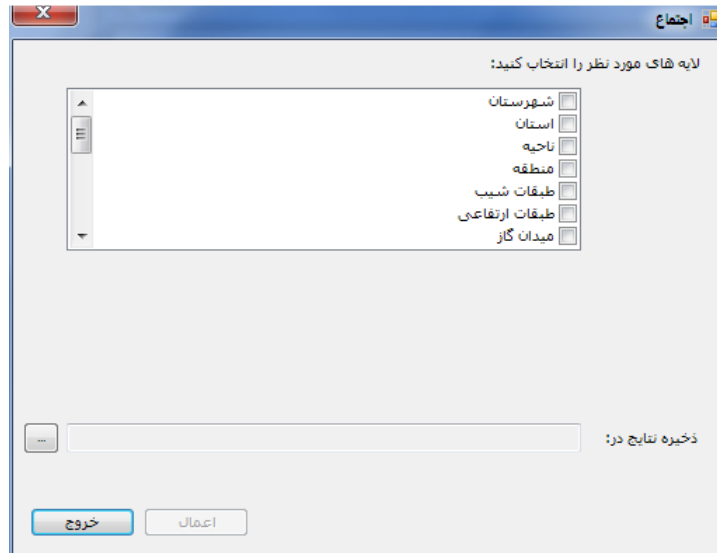 اجتماع
لایه های مورد نظر را انتخاب کنید:
شهرستان
استان
ناحیه
منطقه
طبقات شیب
طبقات ارتفاعی
میدان گاز
ذخیره نتایج در:
...
اعمال
خروج